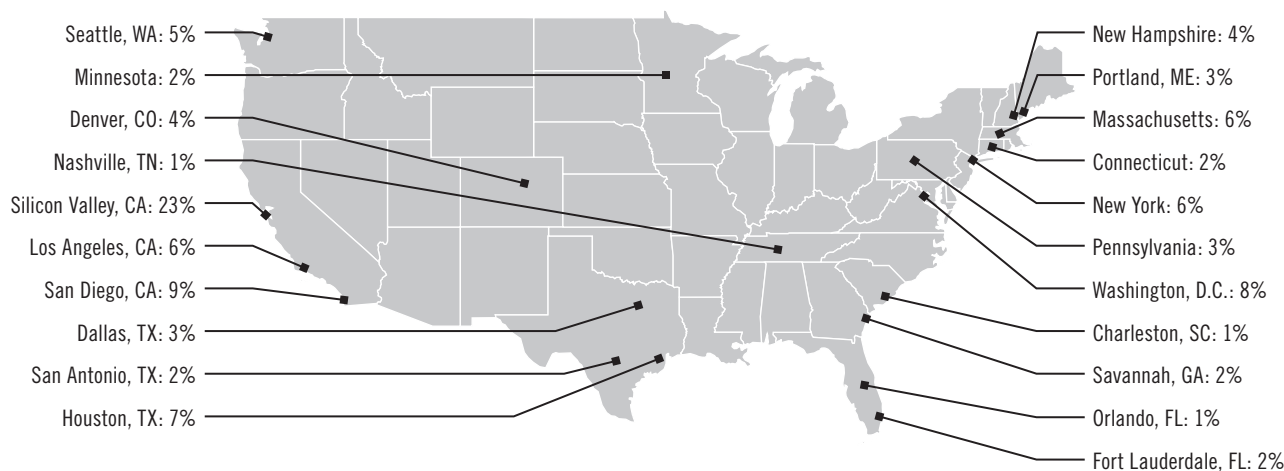 Seattle, WA: 5%
Minnesota: 2%
Denver, CO: 4%
Nashville, TN: 1%
Silicon Valley, CA: 23%
Los Angeles, CA: 6%
San Diego, CA: 9%
Dallas, TX: 3%
San Antonio, TX: 2%
Houston, TX: 7%
New Hampshire: 4%
Portland, ME: 3%
Massachusetts: 6%
Connecticut: 2%
New York: 6%
Pennsylvania: 3%
Washington, D.C.: 8%
Charleston, SC: 1%
Savannah, GA: 2%
Orlando, FL: 1%
Fort Lauderdale, FL: 2%